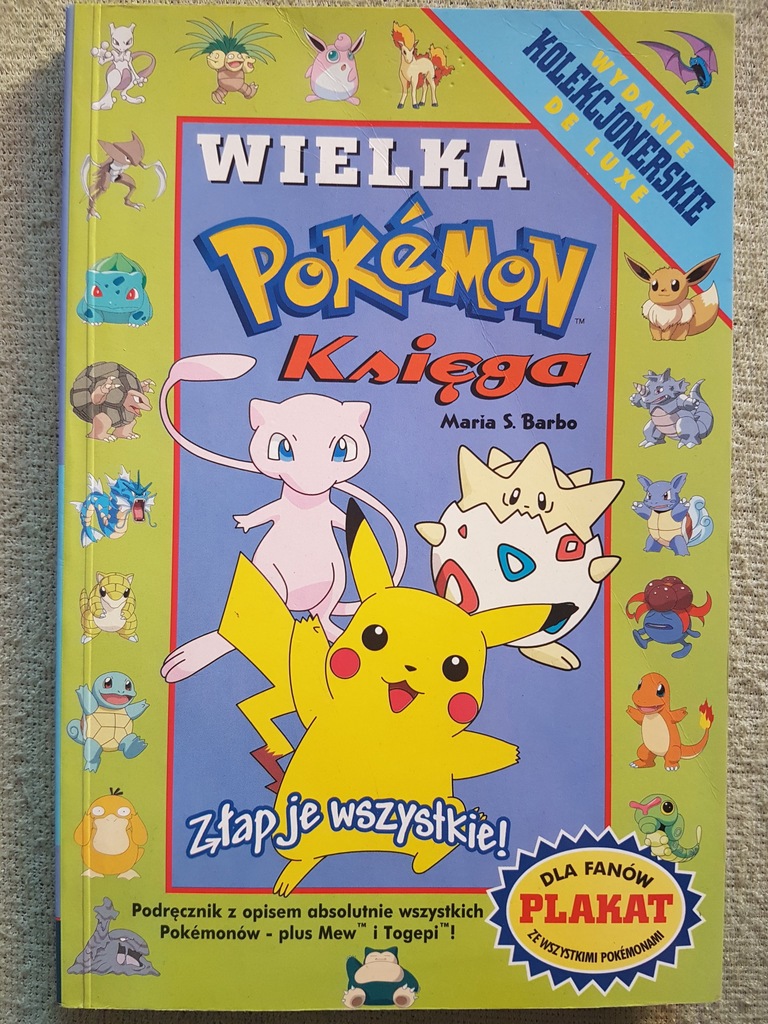 WYDANIE
KOLEKCJONERSKIE
DE LUXE
WIELKA
POKéMON™
Księga
Maria S. Barbo
Złap je wszystkie!
Podręcznik z opisem absolutnie wszystkich
Pokémonów - plus Mew™ i Togepi™!
DLA FANÓW
PLAKAT
ZE WSZYSTKIMI POKÉMONAMI